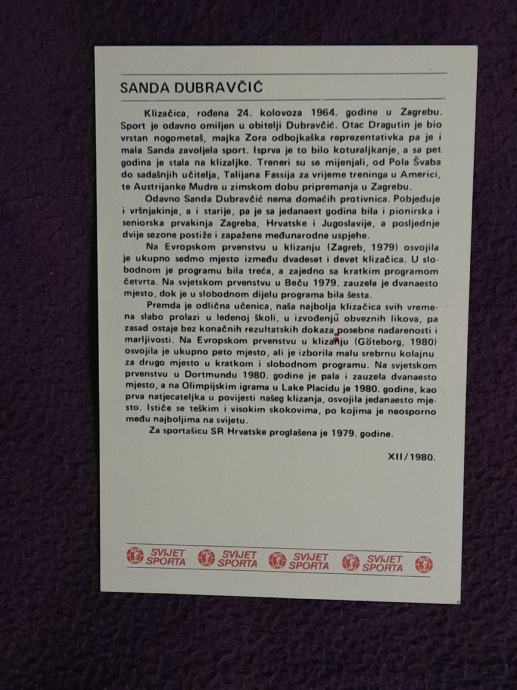 SANDA DUBRAVČIĆ
Klizačica, rođena 24. kolovoza 1964. godine u Zagrebu.
Sport je odavno omiljen u obitelji Dubravčić. Otac Dragutin je bio
vrstan nogometaš, majka Zora odbojkaška reprezentativka pa je i
mala Sanda zavoljela sport. Isprva je to bilo koturaljkanje, a sa pet
godina je stala na klizaljke. Treneri su se mijenjali, od Pola Švaba
do sadašnjih učitelja, Talijana Fassija za vrijeme treninga u Americi,
te Austrijanke Mudre u zimskom dobu pripremanja u Zagrebu.
Odavno Sanda Dubravčić nema domaćih protivnica. Pobjeđuje
i vršnjakinje, a i starije, pa je sa jedanaest godina bila i pionirska i
seniorska prvakinja Zagreba, Hrvatske i Jugoslavije, a posljednje
dvije sezone postiže i zapažene međunarodne uspjehe.
Na Evropskom prvenstvu u klizanju (Zagreb, 1979) osvojila
je ukupno sedmo mjesto između dvadeset i devet klizačica. U slo-
bodnom je programu bila treća, a zajedno sa kratkim programom
četvrta. Na svjetskom prvenstvu u Beču 1979. zauzela je dvanaesto
mjesto, dok je u slobodnom dijelu programa bila šesta.
Premda je odlična učenica, naša najbolja klizačica svih vreme-
na slabo prolazi u ledenoj školi, u izvođenju obveznih likova, pa
zasad ostaje bez konačnih rezultatskih dokaza posebne nadarenosti i
marljivosti. Na Evropskom prvenstvu u klizanju (Göteborg, 1980)
osvojila je ukupno peto mjesto, ali je izborila malu srebrnu kolajnu
za drugo mjesto u kratkom i slobodnom programu. Na svjetskom
prvenstvu u Dortmundu 1980. godine je pala i zauzela dvanaesto
mjesto, a na Olimpijskim igrama u Lake Placidu je 1980. godine, kao
prva natjecateljka u povijesti našeg klizanja, osvojila jedanaesto mje-
sto. Ističe se teškim i visokim skokovima, po kojima je neosporno
među najboljima na svijetu.
Za sportašicu SR Hrvatske proglašena je 1979. godine.
XII/1980.
SVIJET SPORTA SVIJET SPORTA SVIJET SPORTA SVIJET SPORTA